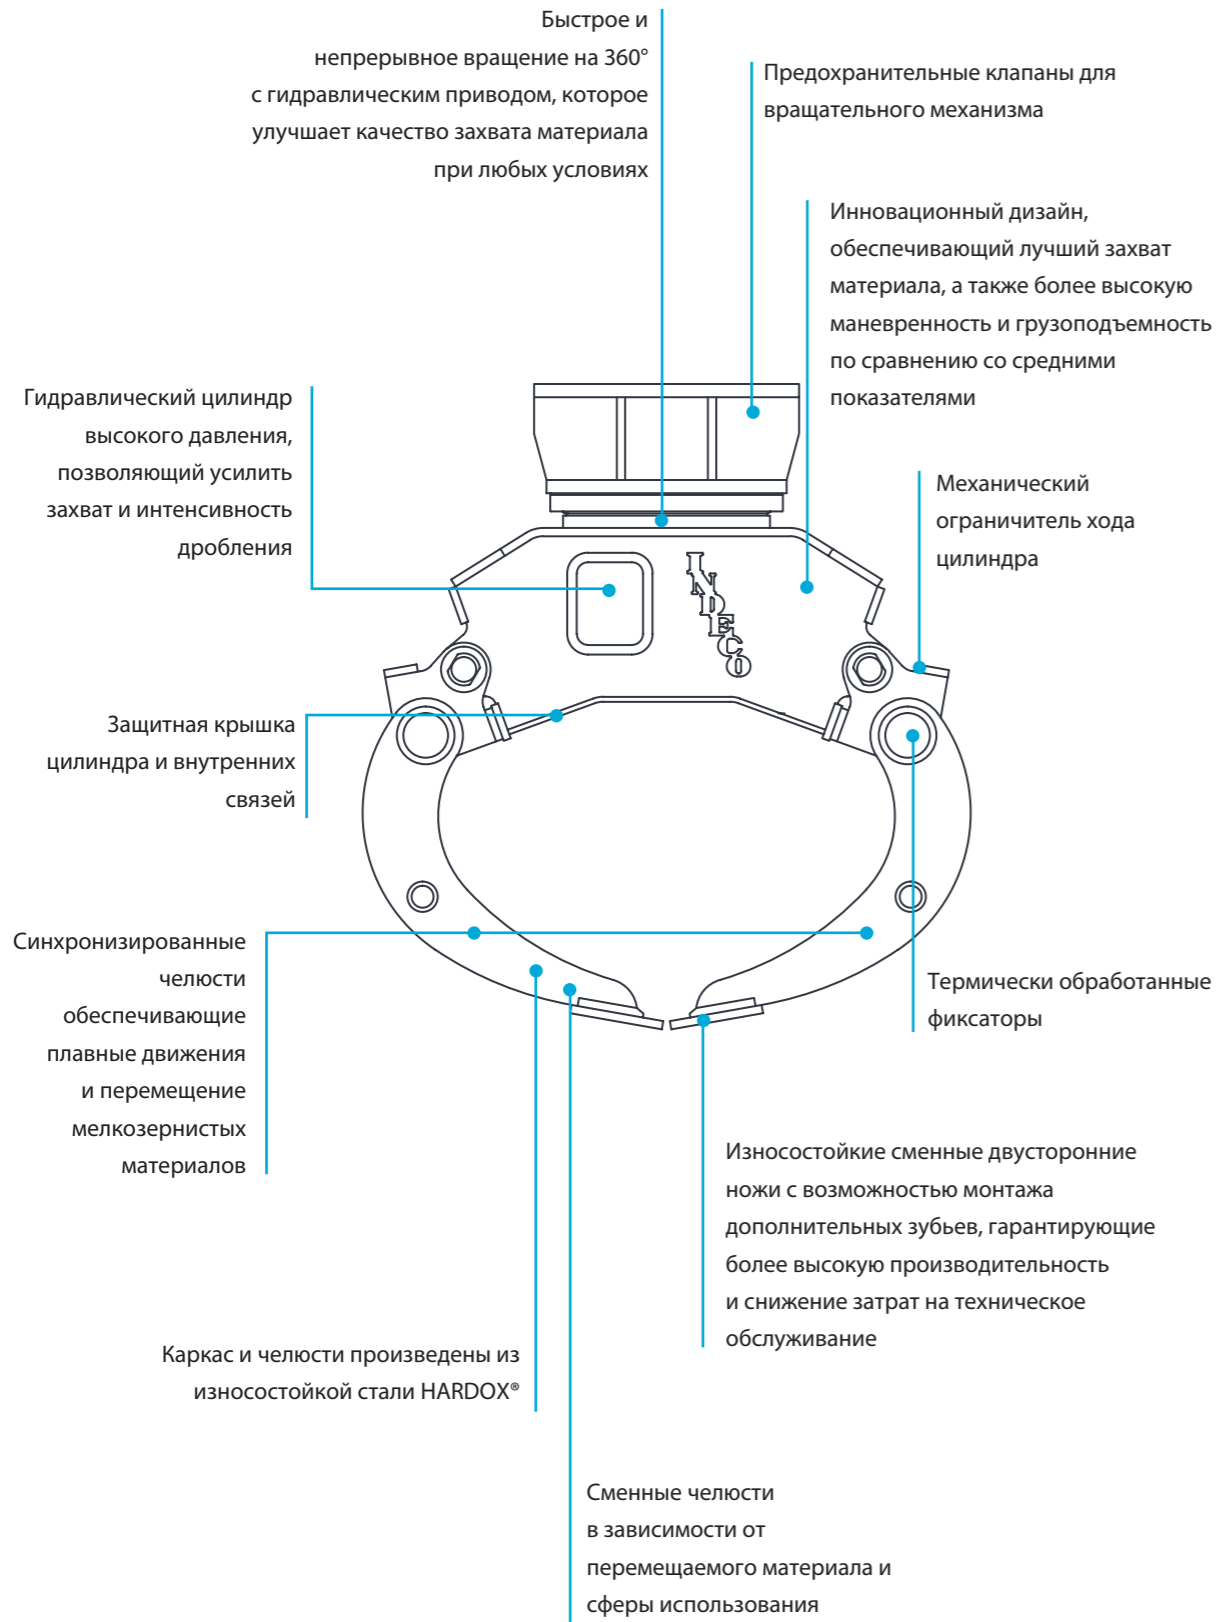 Быстрое и
непрерывное вращение на 360°
с гидравлическим приводом, которое
улучшает качество захвата материала
при любых условиях
Предохранительные клапаны для
вращательного механизма
Инновационный дизайн,
обеспечивающий лучший захват
материала, а также более высокую
маневренность и грузоподъемность
по сравнению со средними
показателями
Гидравлический цилиндр
высокого давления,
позволяющий усилить
захват и интенсивность
дробления
Механический
ограничитель хода
цилиндра
INDECO
Защитная крышка
цилиндра и внутренних
связей
Синхронизированные
челюсти
обеспечивающие
плавные движения
и перемещение
мелкозернистых
материалов
Термически обработанные
фиксаторы
Износостойкие сменные двусторонние
ножи с возможностью монтажа
дополнительных зубьев, гарантирующие
более высокую производительность
и снижение затрат на техническое
обслуживание
Каркас и челюсти произведены из
износостойкой стали HARDOX®
Сменные челюсти
в зависимости от
перемещаемого материала и
сферы использования